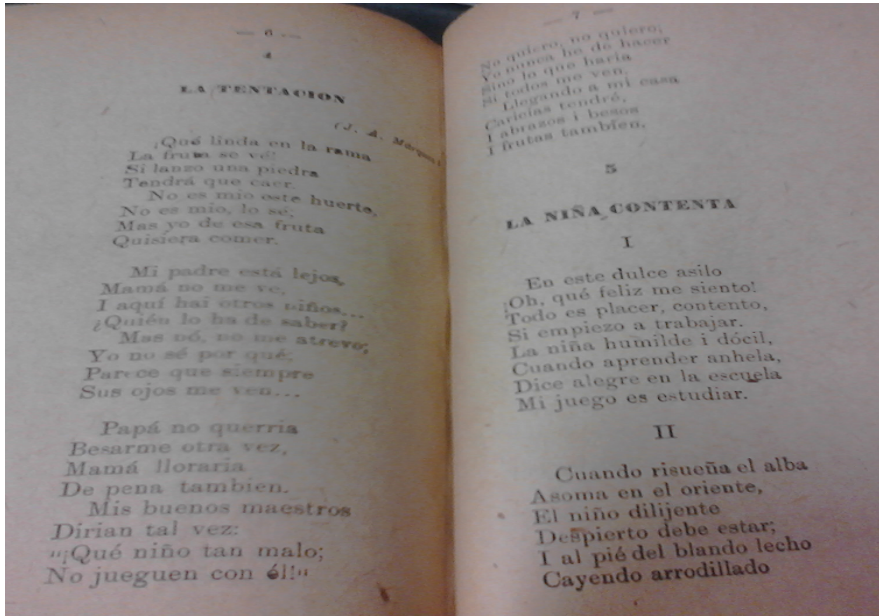 — 6 —
4
LA TENTACION
(J. A. Márquez
¡Qué linda en la rama
La fruta se vé!
Si lanzo una piedra
Tendrá que caer.
No es mio este huerto,
No es mio, lo sé;
Mas yo de esa fruta
Quisiera comer.
Mi padre está lejos,
Mamá no me ve,
I aquí hai otros niños...
¿Quién lo ha de saber?
Mas nó, no me atrevo;
Yo no sé por qué;
Parece que siempre
Sus ojos me ven...
Papá no querria
Besarme otra vez,
Mamá lloraria
De pena tambien.
Mis buenos maestros
Dirian tal vez:
“¡Qué niño tan malo;
No jueguen con él!“
— 7 —
No quiero, no quiero;
Yo nunca he de hacer
Sino lo que haria
Si todos me ven.
Llegando a mi casa
Caricias tendré,
I abrazos i besos
I frutas tambien.
5
LA NIÑA CONTENTA
I
En este dulce asilo
¡Oh, qué feliz me siento!
Todo es placer, contento,
Si empiezo a trabajar.
La niña humilde i dócil,
Cuando aprender anhela,
Dice alegre en la escuela
Mi juego es estudiar.
II
Cuando risueña el alba
Asoma en el oriente,
El niño dilijente
Despierto debe estar;
I al pié del blando lecho
Cayendo arrodillado